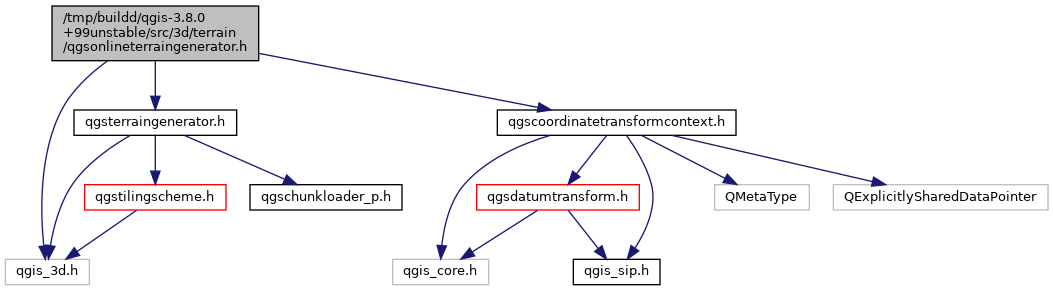 /tmp/buildd/qgis-3.8.0
+99unstable/src/3d/terrain
/qgsonlineterraingenerator.h
qgsterraingenerator.h
qgscoordinatetransformcontext.h
qgstilingscheme.h
qgschunkloader_p.h
qgsdatumtransform.h
QMetaType
QExplicitlySharedDataPointer
qgis_3d.h
qgis_core.h
qgis_sip.h